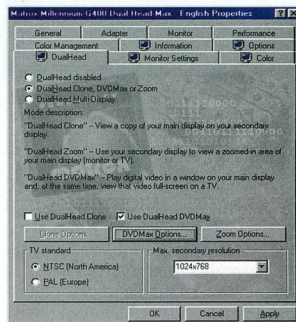 Matrox Millennium G400 Dual Head Max - English Properties
General Adapter Monitor Performance
Color Management Information Options
DualHead Monitor Settings Color
DualHead disabled
DualHead Clone, DVDMax or Zoom
DualHead Multi-Display
Mode description:
"DualHead Clone" -- View a copy of your main display on your secondary
display.
"DualHead Zoom" -- Use your secondary display to view a zoomed-in area of
your main display (monitor or TV).
"DualHead DVDMax" -- Play digital video in a window on your main display
and, at the same time, view that video full-screen on a TV.
Use DualHead Clone Use DualHead DVDMax
Clone Options... DVDMax Options... Zoom Options...
TV standard Max. secondary resolution
NTSC (North America) 1024x768
PAL (Europe)
OK Cancel Apply